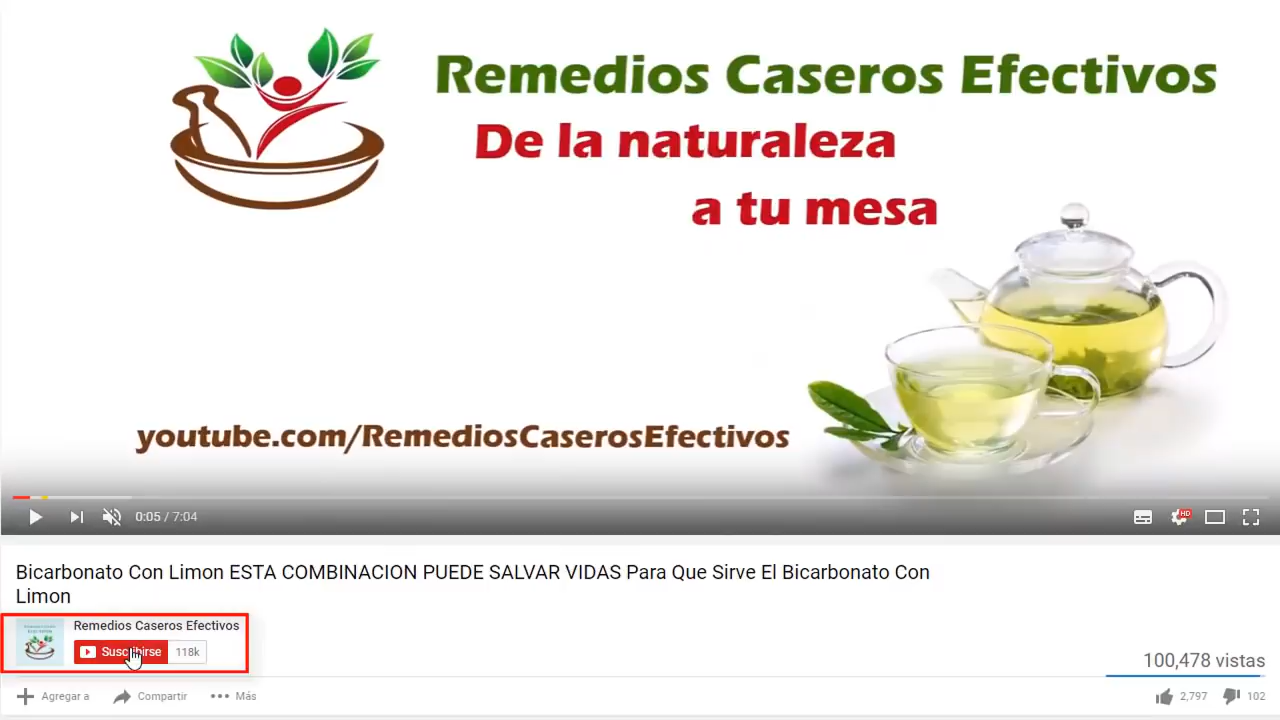 Remedios Caseros Efectivos
De la naturaleza
a tu mesa
youtube.com/RemediosCaserosEfectivos
0:05 / 7:04
HD
Bicarbonato Con Limon ESTA COMBINACION PUEDE SALVAR VIDAS Para Que Sirve El Bicarbonato Con
Limon
Remedios Caseros Efectivos
Suscribirse 118k
100,478 vistas
Agregar a Compartir Más 2,797 102